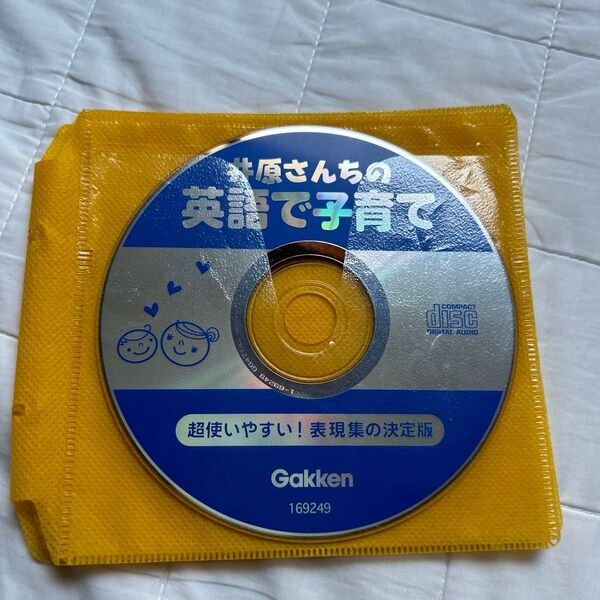 井原さんちの
英語で子育て
COMPACT
disc
DIGITAL AUDIO
超使いやすい！表現集の決定版
Gakken
169249